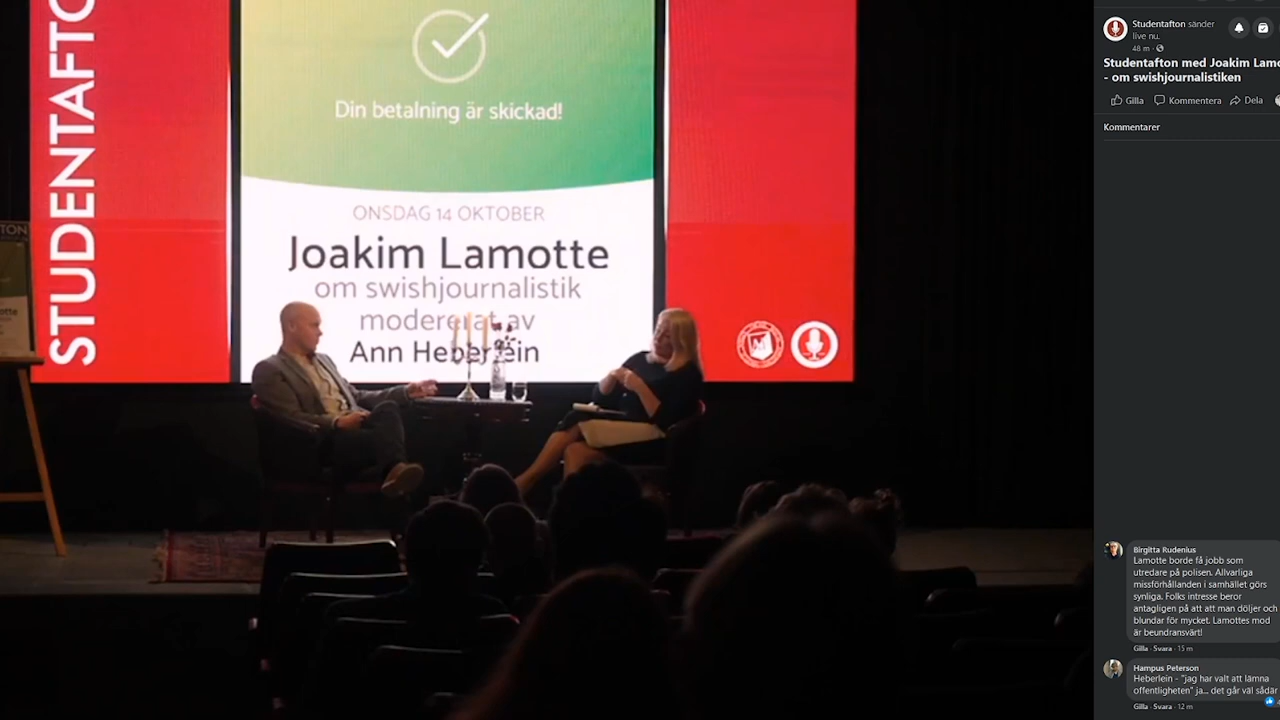 STUDENTAFTO
Din betalning är skickad!
ONSDAG 14 OKTOBER
Joakim Lamotte
om swishjournalistik
modererat av
Ann Heberlein
Studentafton sänder
live nu.
48 m
Studentafton med Joakim Lamo
- om swishjournalistiken
Gilla Kommentera Dela
Kommentarer
Birgitta Rudenius
Lamotte borde få jobb som
utredare på polisen. Allvarliga
missförhållanden i samhället görs
synliga. Folks intresse beror
antagligen på att att man döljer och
blundar för mycket. Lamottes mod
är beundransvärt!
Gilla · Svara · 15 m
Hampus Peterson
Heberlein - "jag har valt att lämna
offentligheten" ja... det går väl sådär
Gilla · Svara · 12 m